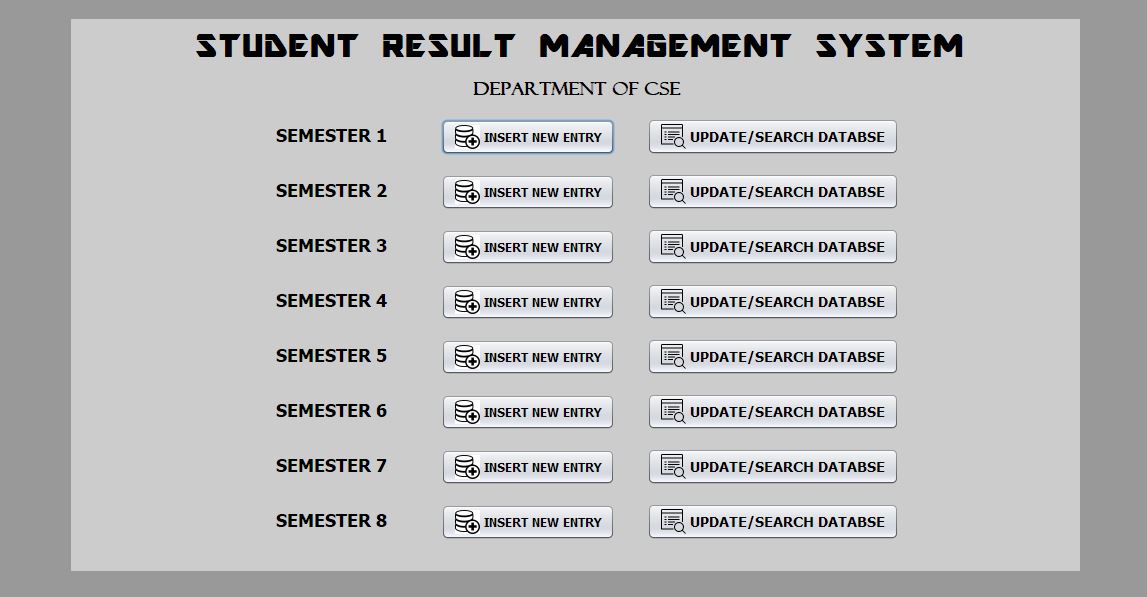 STUDENT RESULT MANAGEMENT SYSTEM
DEPARTMENT OF CSE
SEMESTER 1 INSERT NEW ENTRY UPDATE/SEARCH DATABSE
SEMESTER 2 INSERT NEW ENTRY UPDATE/SEARCH DATABSE
SEMESTER 3 INSERT NEW ENTRY UPDATE/SEARCH DATABSE
SEMESTER 4 INSERT NEW ENTRY UPDATE/SEARCH DATABSE
SEMESTER 5 INSERT NEW ENTRY UPDATE/SEARCH DATABSE
SEMESTER 6 INSERT NEW ENTRY UPDATE/SEARCH DATABSE
SEMESTER 7 INSERT NEW ENTRY UPDATE/SEARCH DATABSE
SEMESTER 8 INSERT NEW ENTRY UPDATE/SEARCH DATABSE